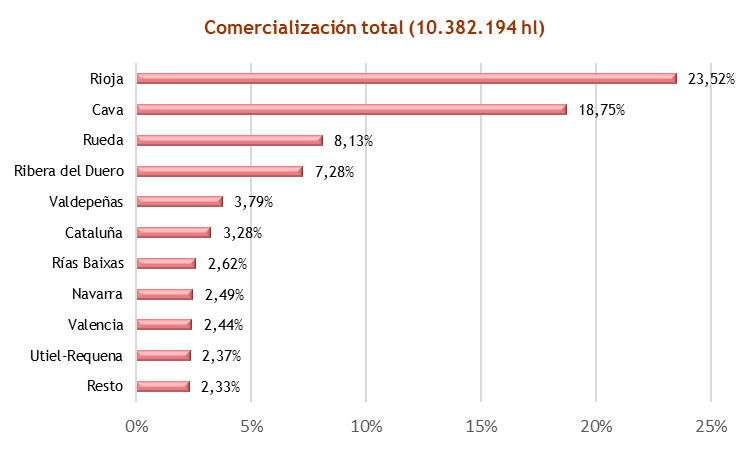 Comercialización total (10.382.194 hl)
Rioja 23,52%
Cava 18,75%
Rueda 8,13%
Ribera del Duero 7,28%
Valdepeñas 3,79%
Cataluña 3,28%
Rías Baixas 2,62%
Navarra 2,49%
Valencia 2,44%
Utiel-Requena 2,37%
Resto 2,33%
0% 5% 10% 15% 20% 25%